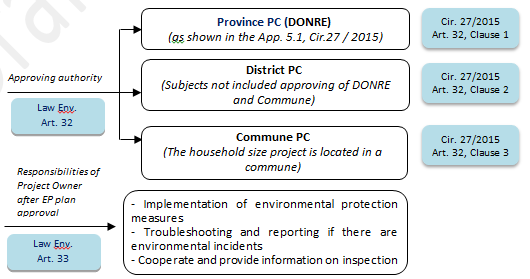 Province PC (DONRE)
(as shown in the App. 5.1, Cir.27 / 2015)
Cir. 27/2015
Art. 32, Clause 1
Approving authority
Law Env.
Art. 32
District PC
(Subjects not included approving of DONRE
and Commune)
Cir. 27/2015
Art. 32, Clause 2
Commune PC
(The household size project is located in a
commune)
Cir. 27/2015
Art. 32, Clause 3
Responsibilities of
Project Owner
after EP plan
approval
Law Env.
Art. 33
- Implementation of environmental protection
measures
- Troubleshooting and reporting if there are
environmental incidents
- Cooperate and provide information on inspection